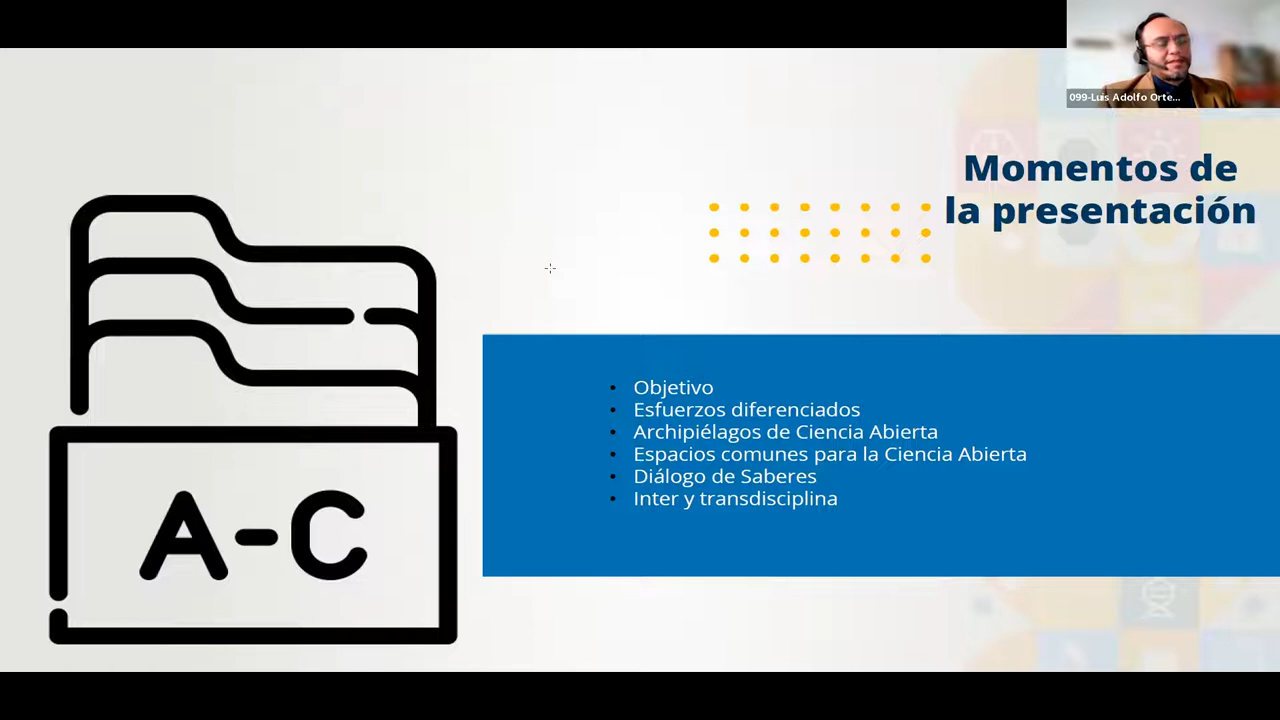 099-Luis Adolfo Orte...
Momentos de
la presentación
• Objetivo
• Esfuerzos diferenciados
• Archipiélagos de Ciencia Abierta
• Espacios comunes para la Ciencia Abierta
• Diálogo de Saberes
• Inter y transdisciplina
A-C